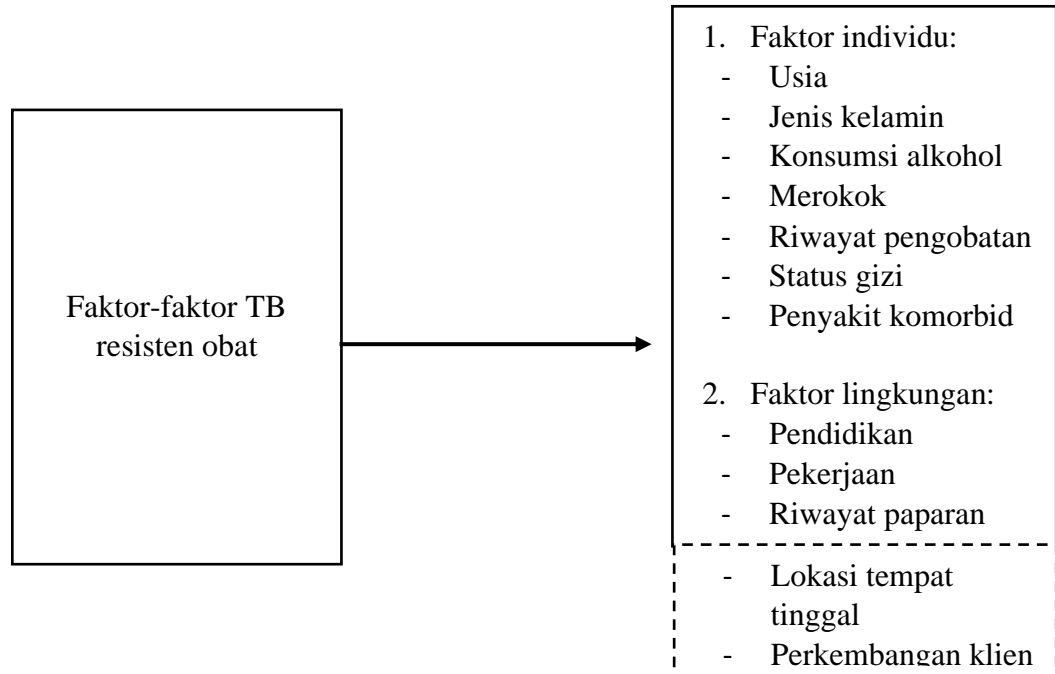 Faktor-faktor TB
resisten obat
1. Faktor individu:
- Usia
- Jenis kelamin
- Konsumsi alkohol
- Merokok
- Riwayat pengobatan
- Status gizi
- Penyakit komorbid
2. Faktor lingkungan:
- Pendidikan
- Pekerjaan
- Riwayat paparan
- Lokasi tempat
tinggal
- Perkembangan klien